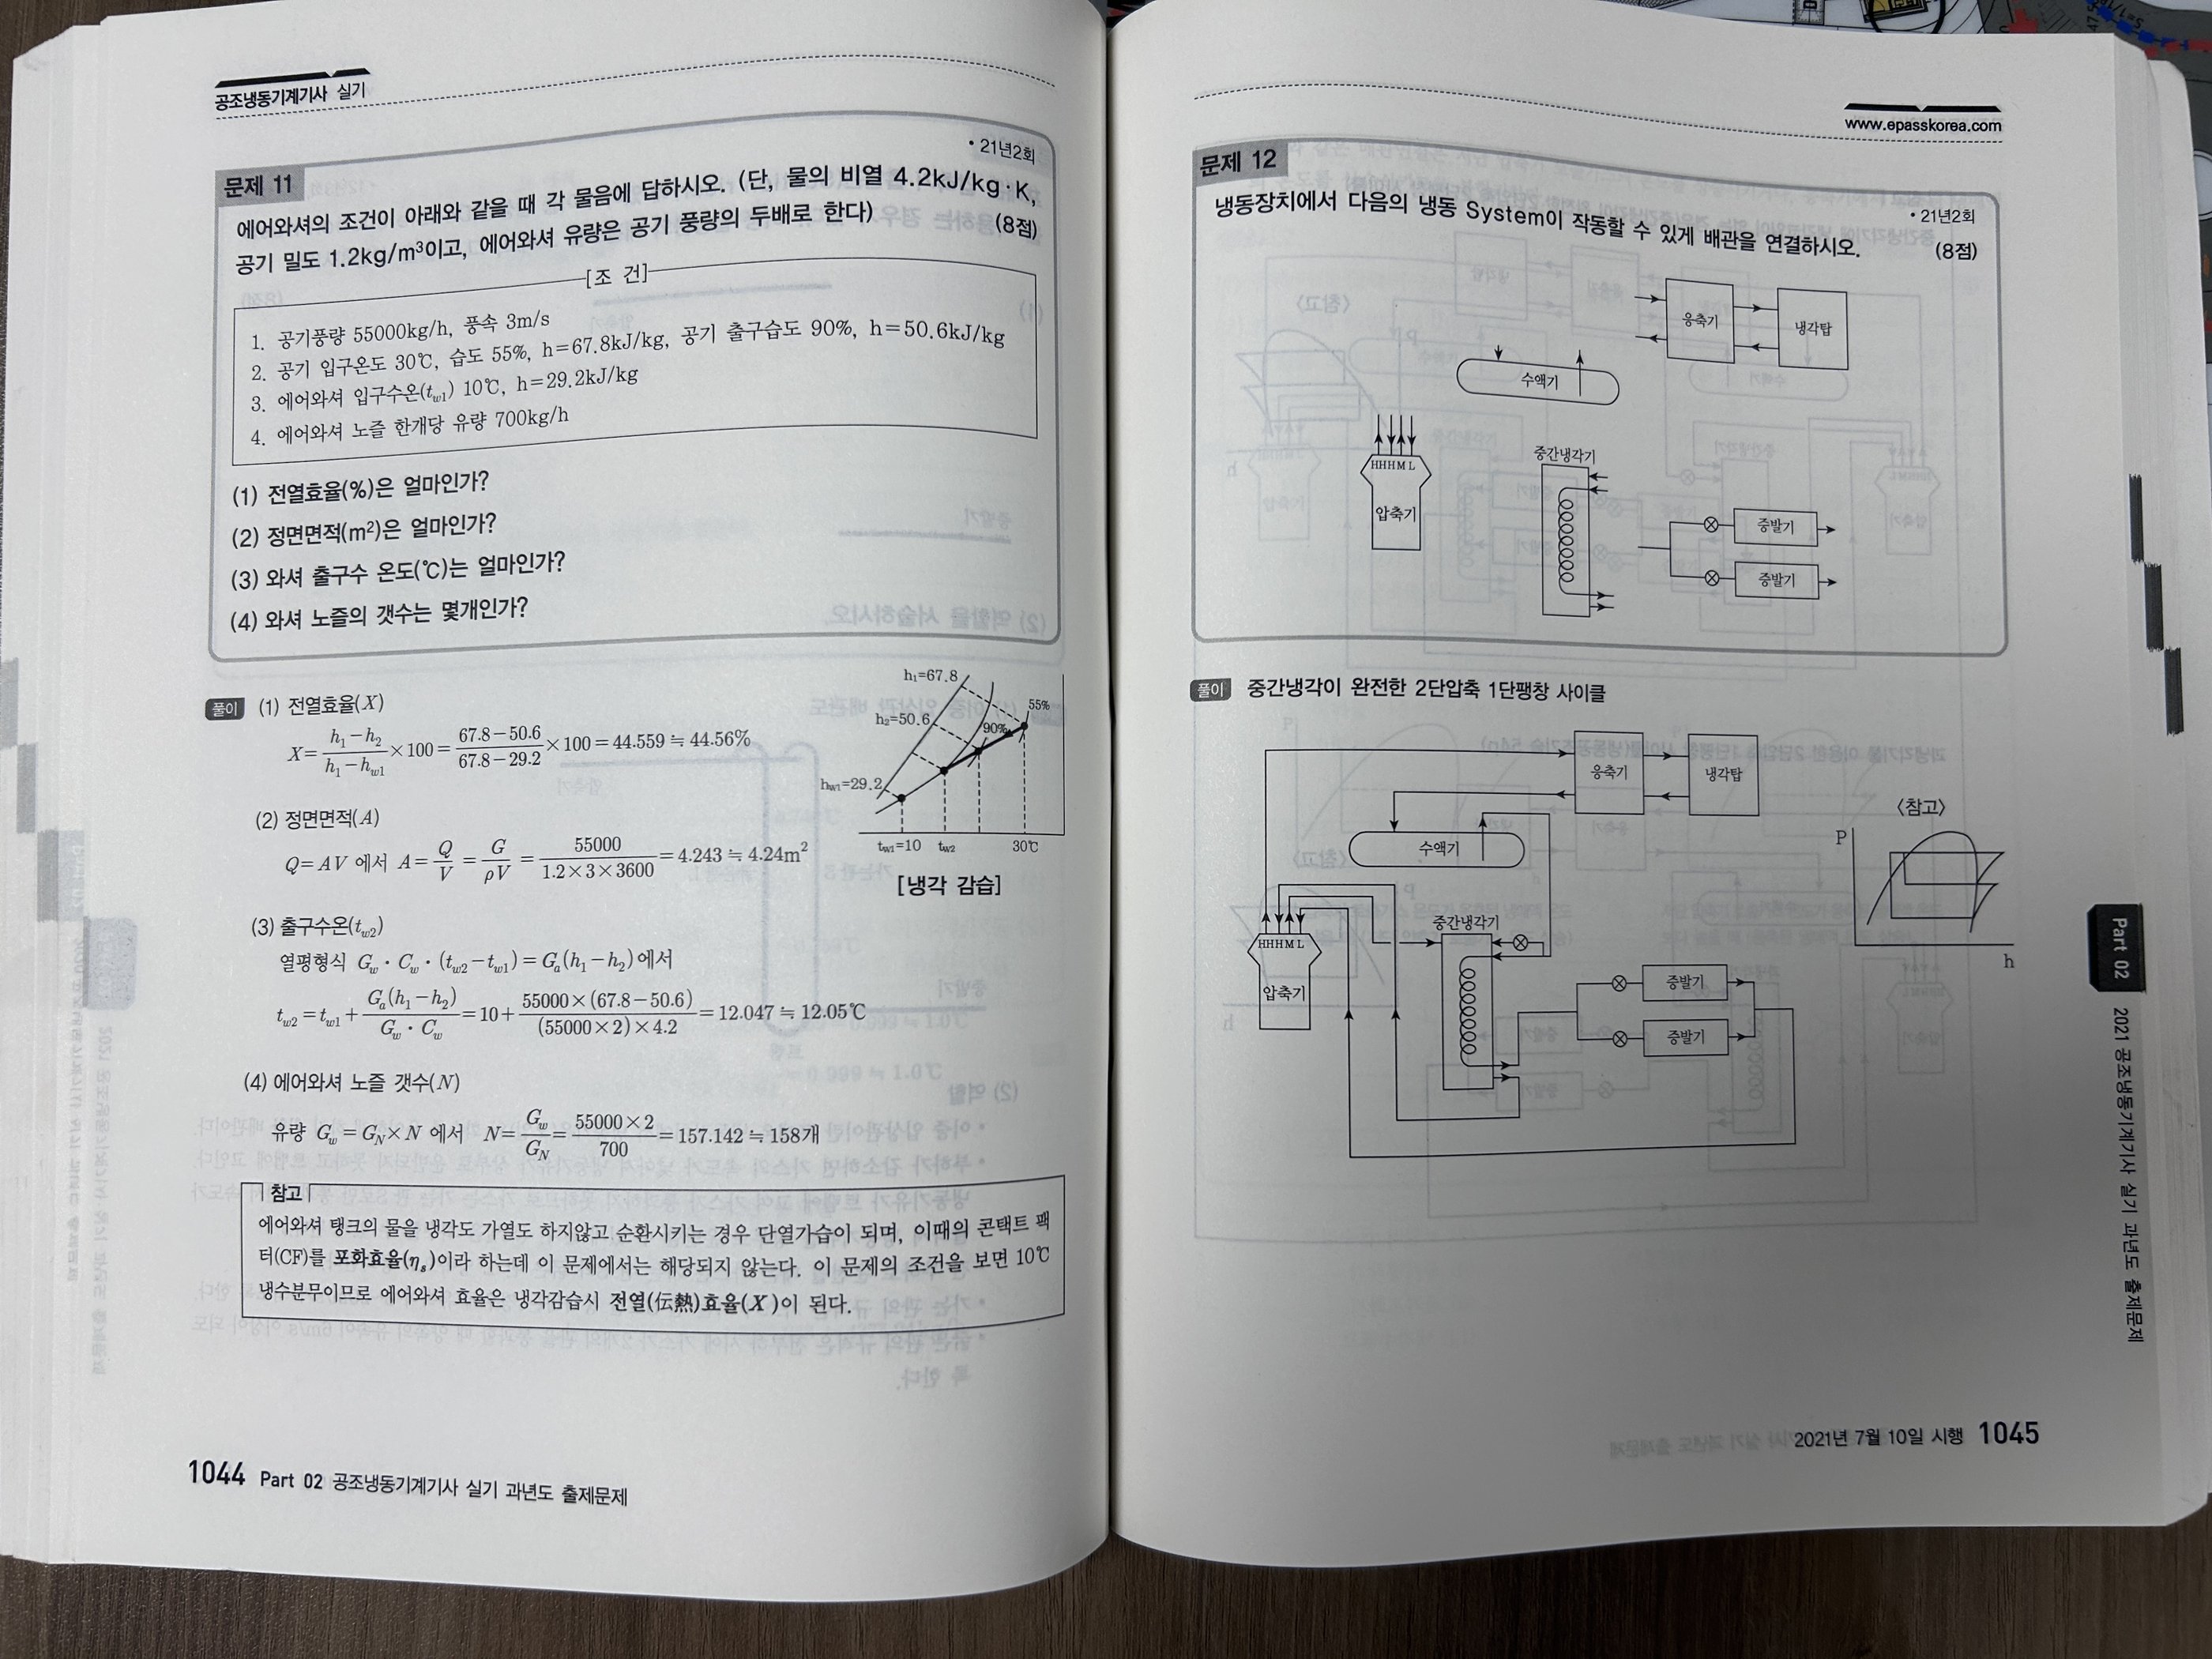 공조냉동기계기사 실기
• 21년2회
문제 11
에어와셔의 조건이 아래와 같을 때 각 물음에 답하시오. (단, 물의 비열 4.2kJ/kg·K,
공기 밀도 1.2kg/m³이고, 에어와셔 유량은 공기 풍량의 두배로 한다) (8점)
[조 건]
1. 공기풍량 55000kg/h, 풍속 3m/s
2. 공기 입구온도 30℃, 습도 55%, h=67.8kJ/kg, 공기 출구습도 90%, h=50.6kJ/kg
3. 에어와셔 입구수온(t_w1) 10℃, h=29.2kJ/kg
4. 에어와셔 노즐 한개당 유량 700kg/h
(1) 전열효율(%)은 얼마인가?
(2) 정면면적(m²)은 얼마인가?
(3) 와셔 출구수 온도(℃)는 얼마인가?
(4) 와셔 노즐의 갯수는 몇개인가?
풀이 (1) 전열효율(X)
X= (h₁-h₂)/(h₁-h_w1) ×100= (67.8-50.6)/(67.8-29.2) ×100=44.559≒44.56%
(2) 정면면적(A)
Q=AV 에서 A= Q/V = G/ρV = 55000/(1.2×3×3600) =4.243≒4.24m²
(3) 출구수온(t_w2)
열평형식 G_w·C_w·(t_w2-t_w1)=G_a(h₁-h₂)에서
t_w2=t_w1+ G_a(h₁-h₂)/(G_w·C_w) =10+ 55000×(67.8-50.6)/((55000×2)×4.2) =12.047≒12.05℃
(4) 에어와셔 노즐 갯수(N)
유량 G_w=G_N×N 에서 N= G_w/G_N = 55000×2/700 =157.142≒158개
h₁=67.8
h₂=50.6
h_w1=29.2
55%
90%
t_w1=10 t_w2 30℃
[냉각 감습]
참고
에어와셔 탱크의 물을 냉각도 가열도 하지않고 순환시키는 경우 단열가습이 되며, 이때의 콘택트 팩
터(CF)를 포화효율(η_s)이라 하는데 이 문제에서는 해당되지 않는다. 이 문제의 조건을 보면 10℃
냉수분무이므로 에어와셔 효율은 냉각감습시 전열(伝熱)효율(X)이 된다.
1044 Part 02 공조냉동기계기사 실기 과년도 출제문제
www.epasskorea.com
문제 12
• 21년2회
냉동장치에서 다음의 냉동 System이 작동할 수 있게 배관을 연결하시오. (8점)
응축기
냉각탑
수액기
HHHML
압축기
중간냉각기
증발기
증발기
풀이 중간냉각이 완전한 2단압축 1단팽창 사이클
응축기
냉각탑
수액기
HHHML
압축기
중간냉각기
증발기
증발기
〈참고〉
P
h
Part 02
2021 공조냉동기계기사 실기 과년도 출제문제
2021년 7월 10일 시행 1045